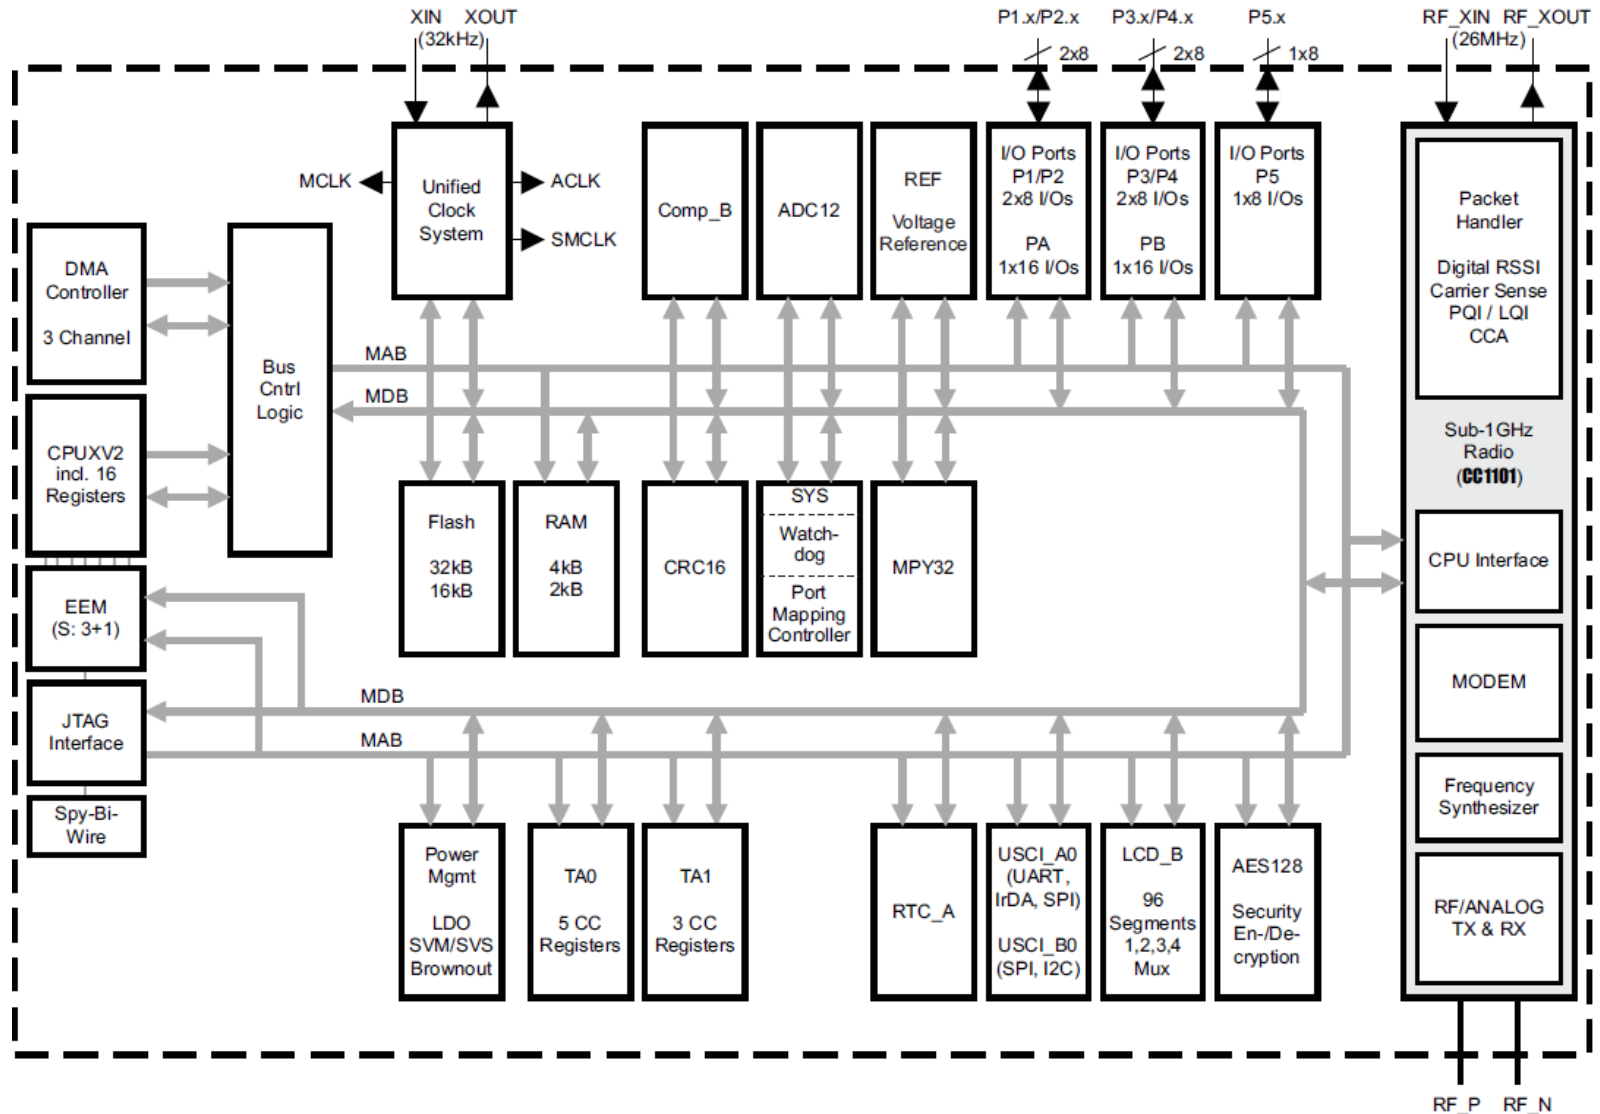 XIN XOUT
(32kHz)
P1.x/P2.x
2x8
P3.x/P4.x
2x8
P5.x
1x8
RF_XIN RF_XOUT
(26MHz)
MCLK
Unified
Clock
System
ACLK
SMCLK
Comp_B
ADC12
REF
Voltage
Reference
I/O Ports
P1/P2
2x8 I/Os
PA
1x16 I/Os
I/O Ports
P3/P4
2x8 I/Os
PB
1x16 I/Os
I/O Ports
P5
1x8 I/Os
Packet
Handler
Digital RSSI
Carrier Sense
PQI / LQI
CCA
DMA
Controller
3 Channel
Bus
Cntrl
Logic
MAB
MDB
CPUXV2
incl. 16
Registers
Sub-1GHz
Radio
(CC1101)
Flash
32kB
16kB
RAM
4kB
2kB
CRC16
SYS
Watch-
dog
Port
Mapping
Controller
MPY32
CPU Interface
EEM
(S: 3+1)
MODEM
JTAG
Interface
MDB
MAB
Frequency
Synthesizer
Spy-Bi-
Wire
Power
Mgmt
LDO
SVM/SVS
Brownout
TA0
5 CC
Registers
TA1
3 CC
Registers
RTC_A
USCI_A0
(UART,
IrDA, SPI)
USCI_B0
(SPI, I2C)
LCD_B
96
Segments
1,2,3,4
Mux
AES128
Security
En-/De-
cryption
RF/ANALOG
TX & RX
RF_P RF_N